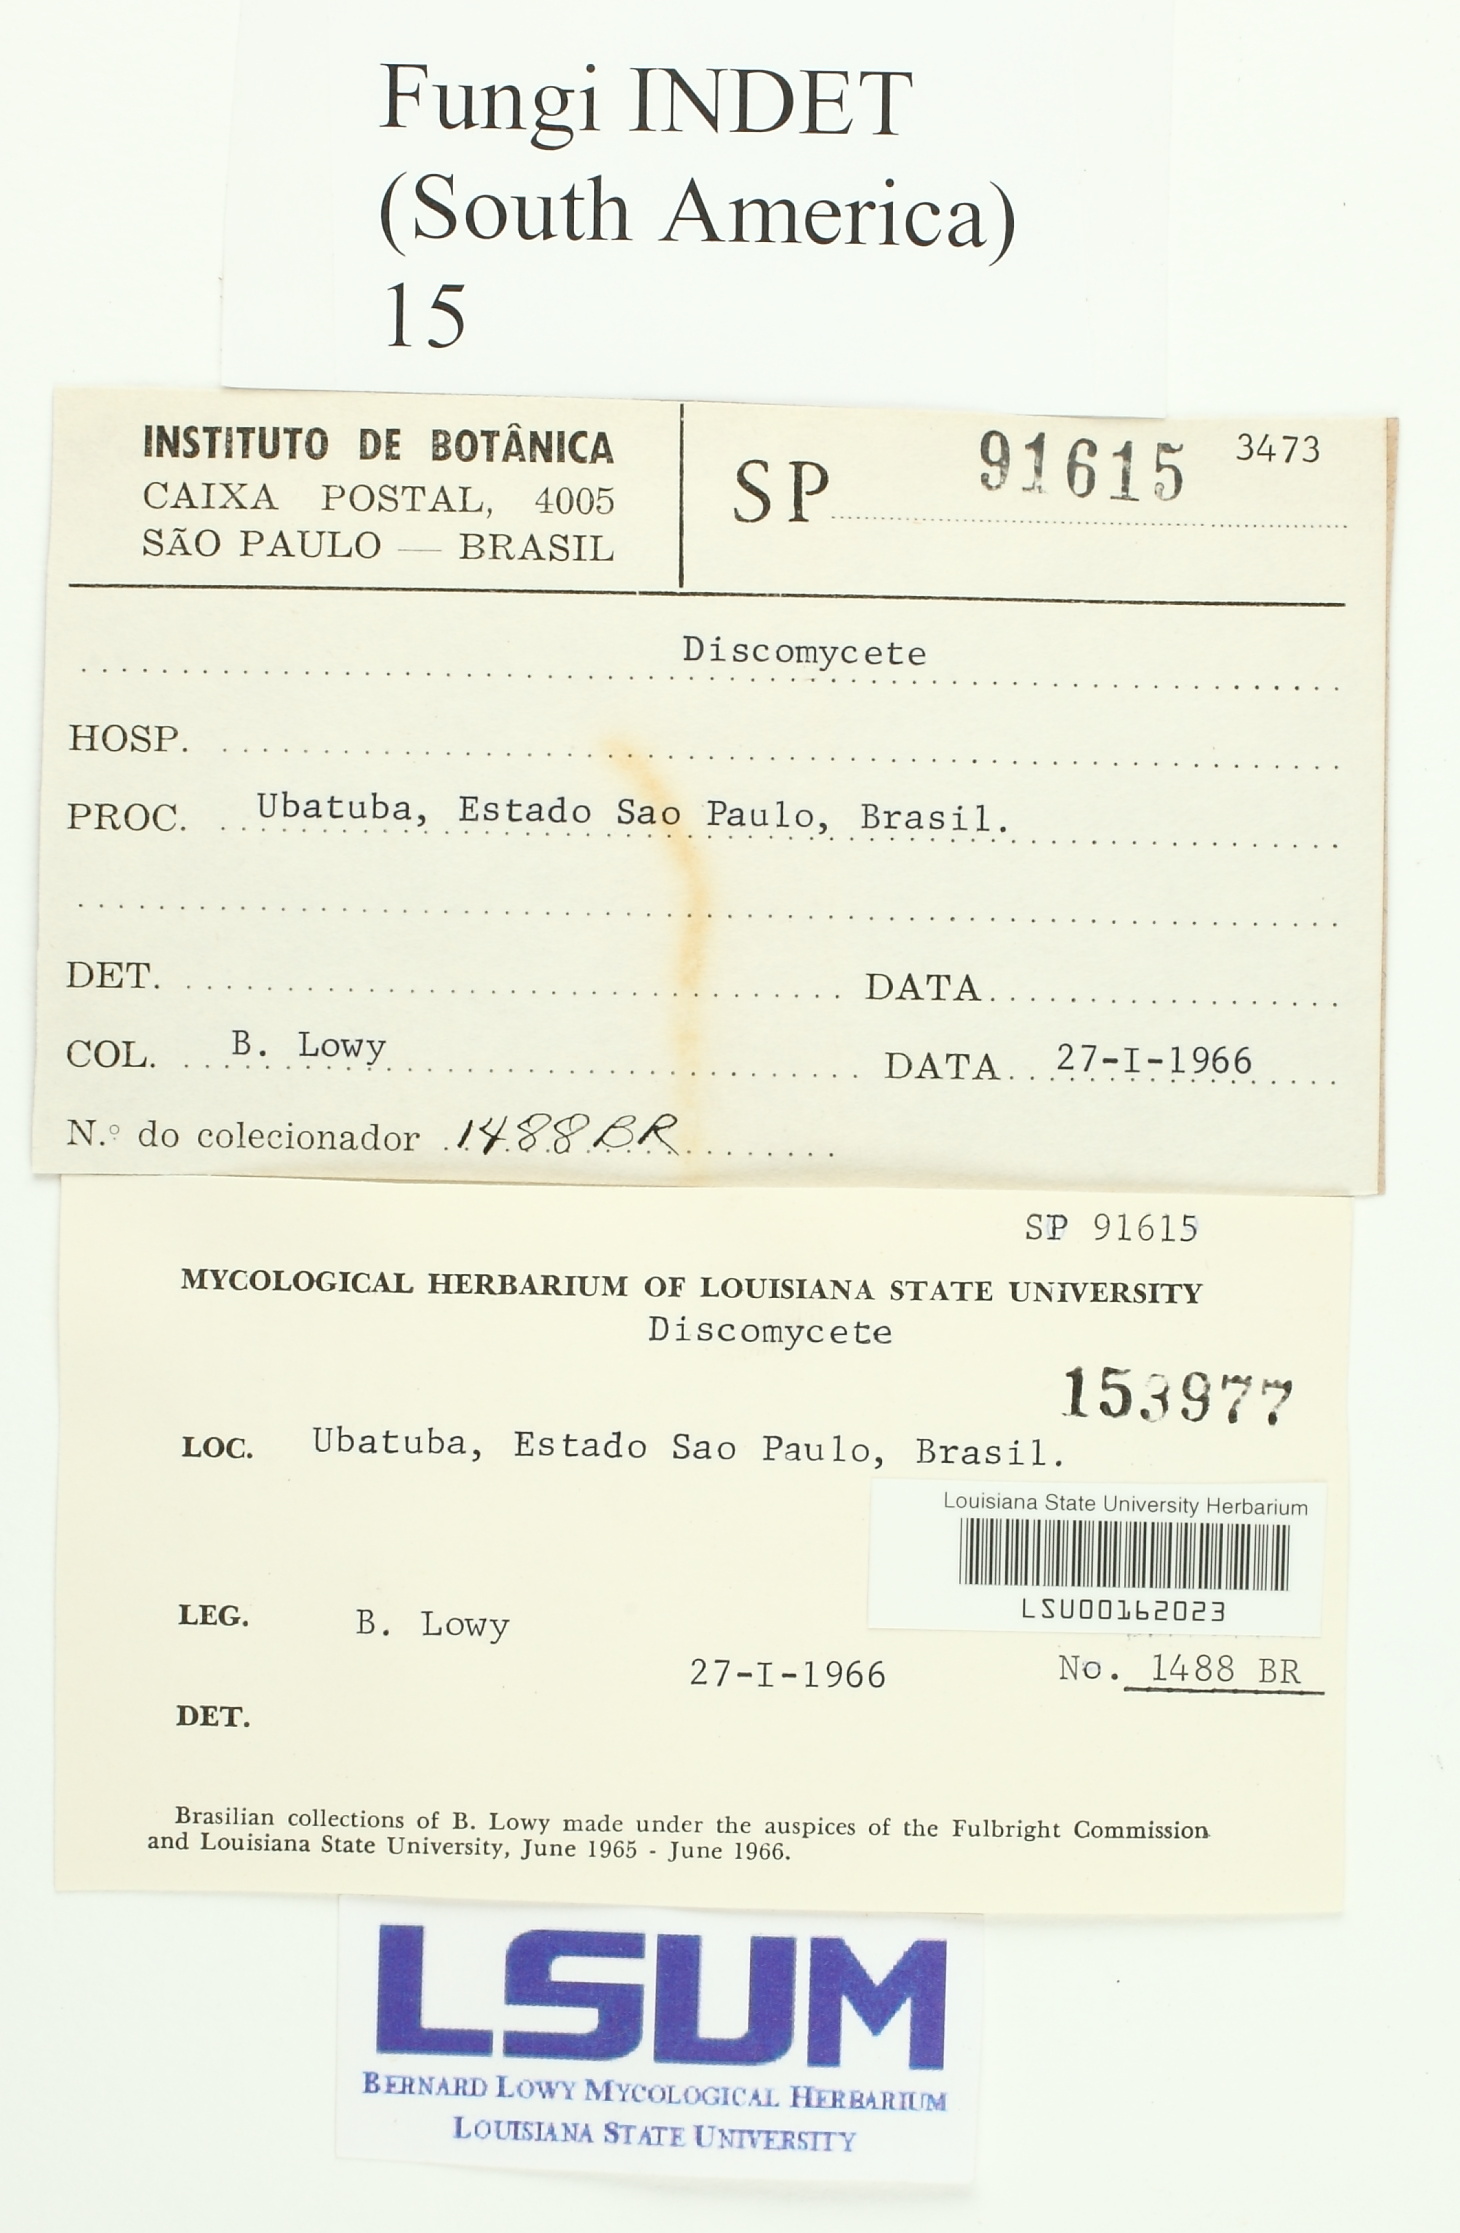 Fungi INDET
(South America)
15
INSTITUTO DE BOTÂNICA
CAIXA POSTAL, 4005
SÃO PAULO — BRASIL
SP 91615 3473
Discomycete
HOSP.
PROC. Ubatuba, Estado Sao Paulo, Brasil.
DET. DATA
COL. B. Lowy DATA 27-I-1966
N.º do colecionador 1488 BR
SP 91615
MYCOLOGICAL HERBARIUM OF LOUISIANA STATE UNIVERSITY
Discomycete
153977
LOC. Ubatuba, Estado Sao Paulo, Brasil.
Louisiana State University Herbarium
LSU00162023
LEG. B. Lowy
27-I-1966 No. 1488 BR
DET.
Brasilian collections of B. Lowy made under the auspices of the Fulbright Commission
and Louisiana State University, June 1965 - June 1966.
LSUM
BERNARD LOWY MYCOLOGICAL HERBARIUM
LOUISIANA STATE UNIVERSITY